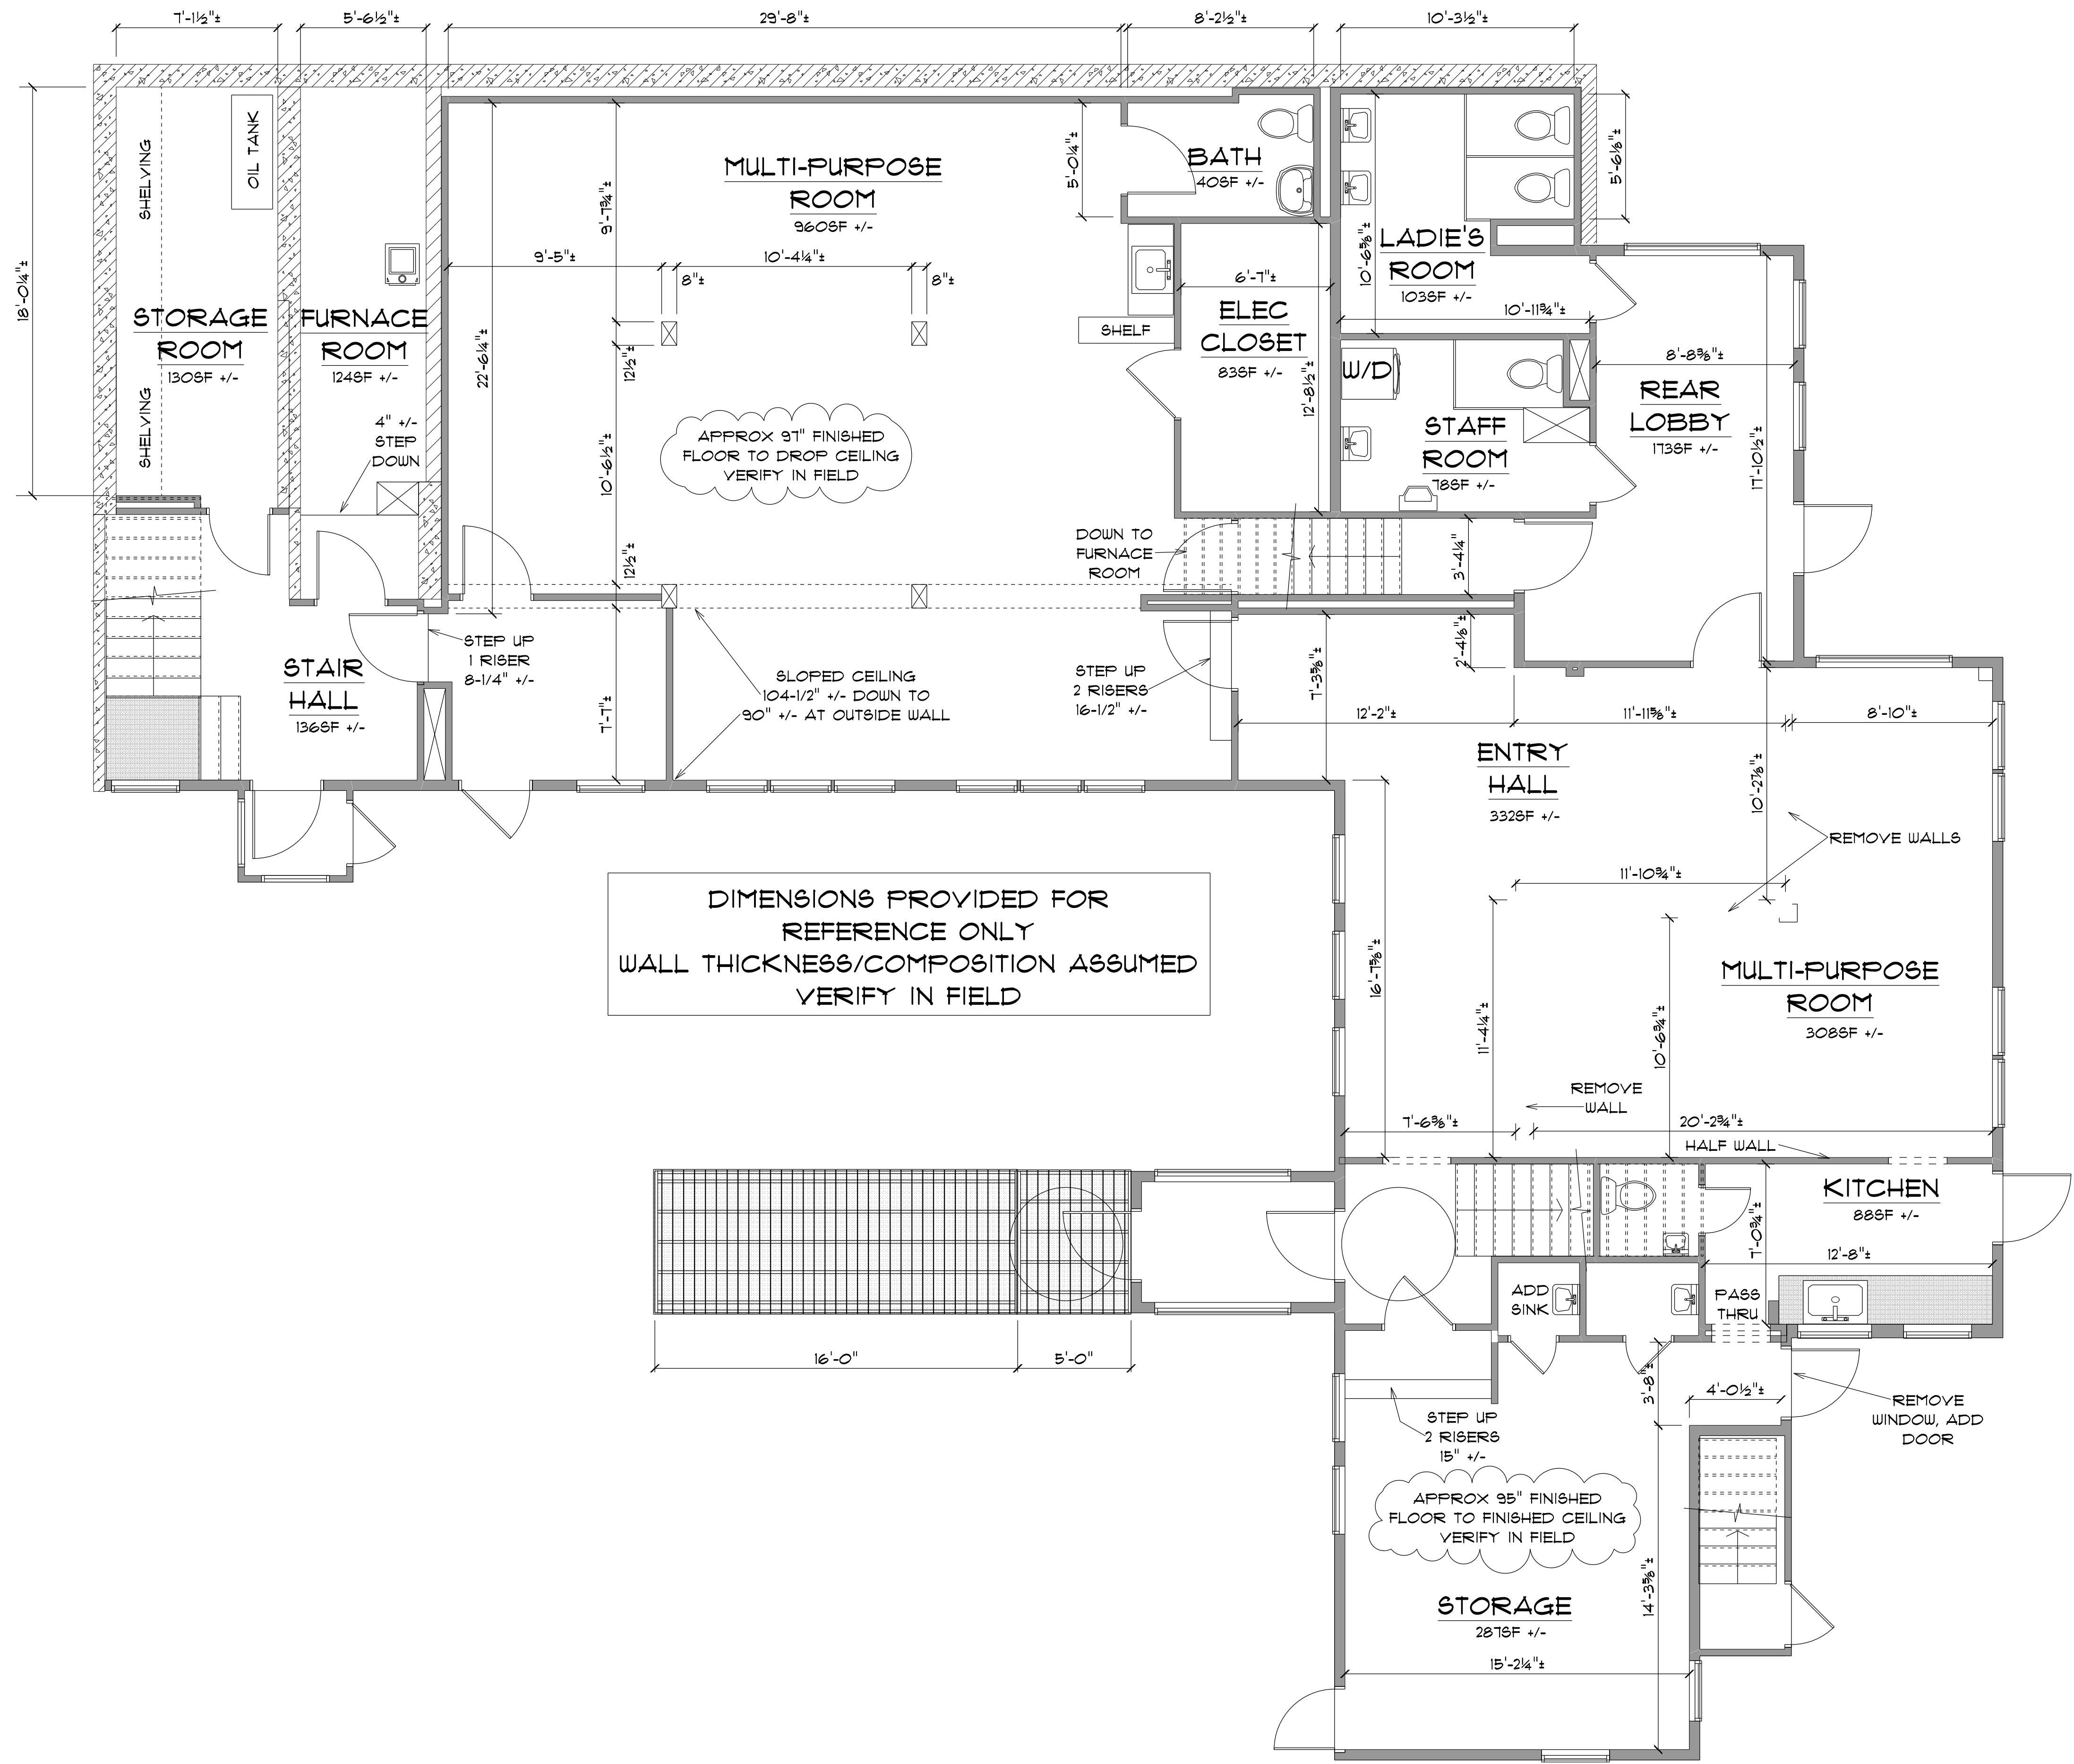 7'-1½"±
5'-6½"±
29'-8"±
8'-2½"±
10'-3½"±
18'-0¼"±
SHELVING
OIL TANK
STORAGE
ROOM
130SF +/-
SHELVING
FURNACE
ROOM
124SF +/-
4" +/-
STEP
DOWN
22'-6¼"±
9'-7¾"±
MULTI-PURPOSE
ROOM
960SF +/-
9'-5"±
8"±
10'-4¼"±
8"±
12½"±
10'-6½"±
12½"±
APPROX 97" FINISHED
FLOOR TO DROP CEILING
VERIFY IN FIELD
5'-0¼"±
BATH
40SF +/-
SHELF
6'-7"±
ELEC
CLOSET
83SF +/-
12'-8½"±
10'-6⅝"±
LADIE'S
ROOM
103SF +/-
10'-11¾"±
5'-6⅛"±
W/D
STAFF
ROOM
78SF +/-
8'-8⅜"±
REAR
LOBBY
173SF +/-
17'-10½"±
DOWN TO
FURNACE
ROOM
3'-4¼"
2'-4⅛"±
STAIR
HALL
136SF +/-
STEP UP
1 RISER
8-1/4" +/-
7'-7"±
SLOPED CEILING
104-1/2" +/- DOWN TO
90" +/- AT OUTSIDE WALL
STEP UP
2 RISERS
16-1/2" +/-
7'-3⅝"±
12'-2"±
11'-11⅝"±
8'-10"±
ENTRY
HALL
332SF +/-
10'-2⅞"±
REMOVE WALLS
11'-10¾"±
DIMENSIONS PROVIDED FOR
REFERENCE ONLY
WALL THICKNESS/COMPOSITION ASSUMED
VERIFY IN FIELD
16'-7⅝"±
11'-4¼"±
10'-6¾"±
MULTI-PURPOSE
ROOM
308SF +/-
REMOVE
WALL
7'-6⅜"±
20'-2¾"±
HALF WALL
KITCHEN
88SF +/-
7'-0¾"±
12'-8"±
ADD
SINK
PASS
THRU
16'-0"
5'-0"
3'-8"±
4'-0½"±
REMOVE
WINDOW, ADD
DOOR
STEP UP
2 RISERS
15" +/-
APPROX 95" FINISHED
FLOOR TO FINISHED CEILING
VERIFY IN FIELD
14'-3⅝"±
STORAGE
287SF +/-
15'-2¼"±